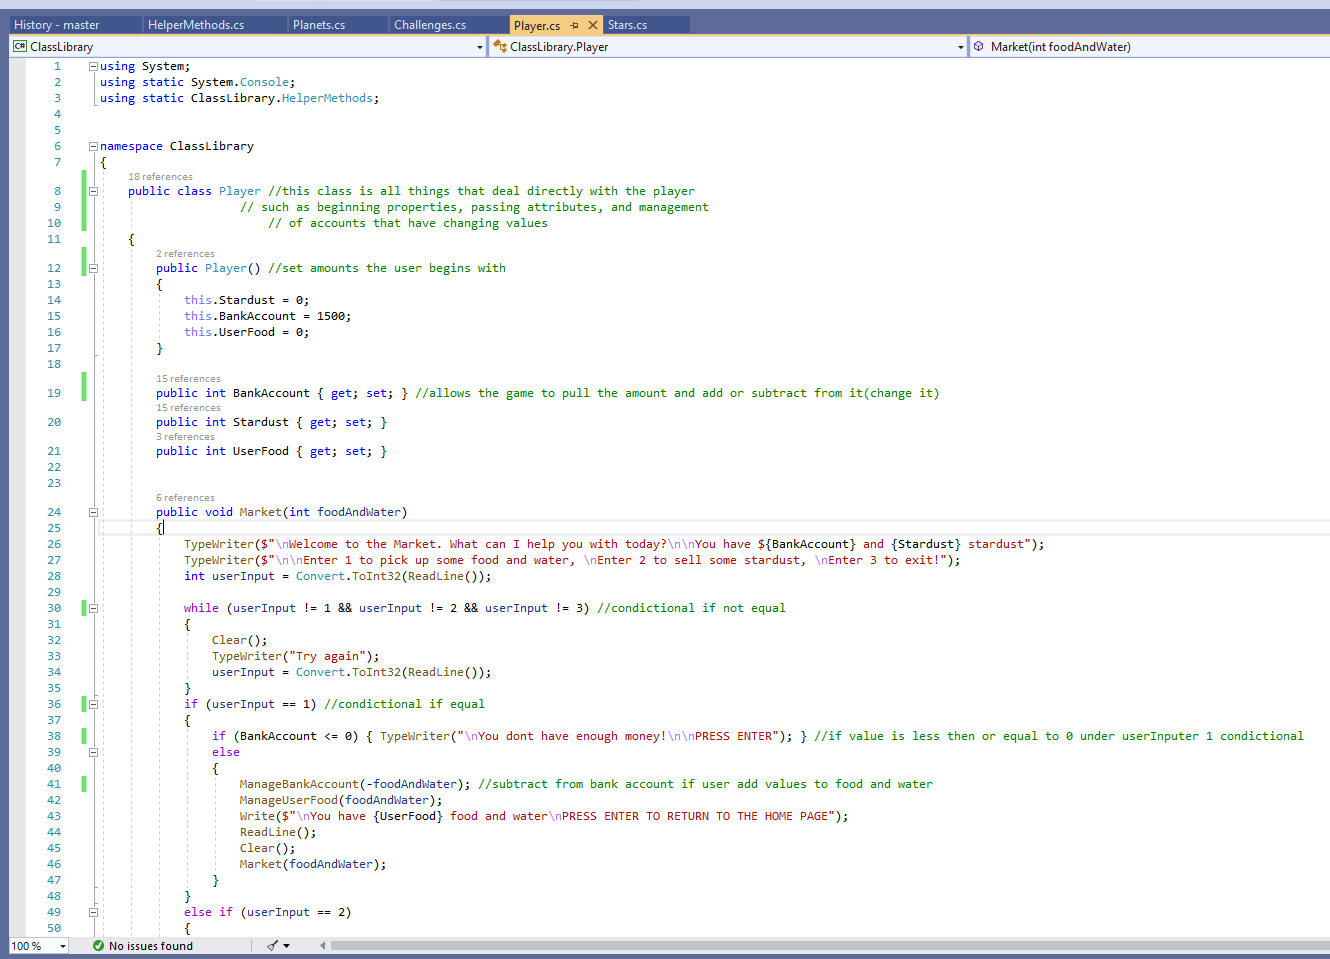 History - master HelperMethods.cs Planets.cs Challenges.cs Player.cs Stars.cs
C# ClassLibrary ClassLibrary.Player Market(int foodAndWater)
1 using System;
2 using static System.Console;
3 using static ClassLibrary.HelperMethods;
4
5
6 namespace ClassLibrary
7 {
18 references
8 public class Player //this class is all things that deal directly with the player
9 // such as beginning properties, passing attributes, and management
10 // of accounts that have changing values
11 {
2 references
12 public Player() //set amounts the user begins with
13 {
14 this.Stardust = 0;
15 this.BankAccount = 1500;
16 this.UserFood = 0;
17 }
18
15 references
19 public int BankAccount { get; set; } //allows the game to pull the amount and add or subtract from it(change it)
15 references
20 public int Stardust { get; set; }
3 references
21 public int UserFood { get; set; }
22
23
6 references
24 public void Market(int foodAndWater)
25 {
26 TypeWriter($"\nWelcome to the Market. What can I help you with today?\n\nYou have ${BankAccount} and {Stardust} stardust");
27 TypeWriter($"\n\nEnter 1 to pick up some food and water, \nEnter 2 to sell some stardust, \nEnter 3 to exit!");
28 int userInput = Convert.ToInt32(ReadLine());
29
30 while (userInput != 1 && userInput != 2 && userInput != 3) //condictional if not equal
31 {
32 Clear();
33 TypeWriter("Try again");
34 userInput = Convert.ToInt32(ReadLine());
35 }
36 if (userInput == 1) //condictional if equal
37 {
38 if (BankAccount <= 0) { TypeWriter("\nYou dont have enough money!\n\nPRESS ENTER"); } //if value is less then or equal to 0 under userInputer 1 condictional
39 else
40 {
41 ManageBankAccount(-foodAndWater); //subtract from bank account if user add values to food and water
42 ManageUserFood(foodAndWater);
43 Write($"\nYou have {UserFood} food and water\nPRESS ENTER TO RETURN TO THE HOME PAGE");
44 ReadLine();
45 Clear();
46 Market(foodAndWater);
47 }
48 }
49 else if (userInput == 2)
50 {
100 % No issues found